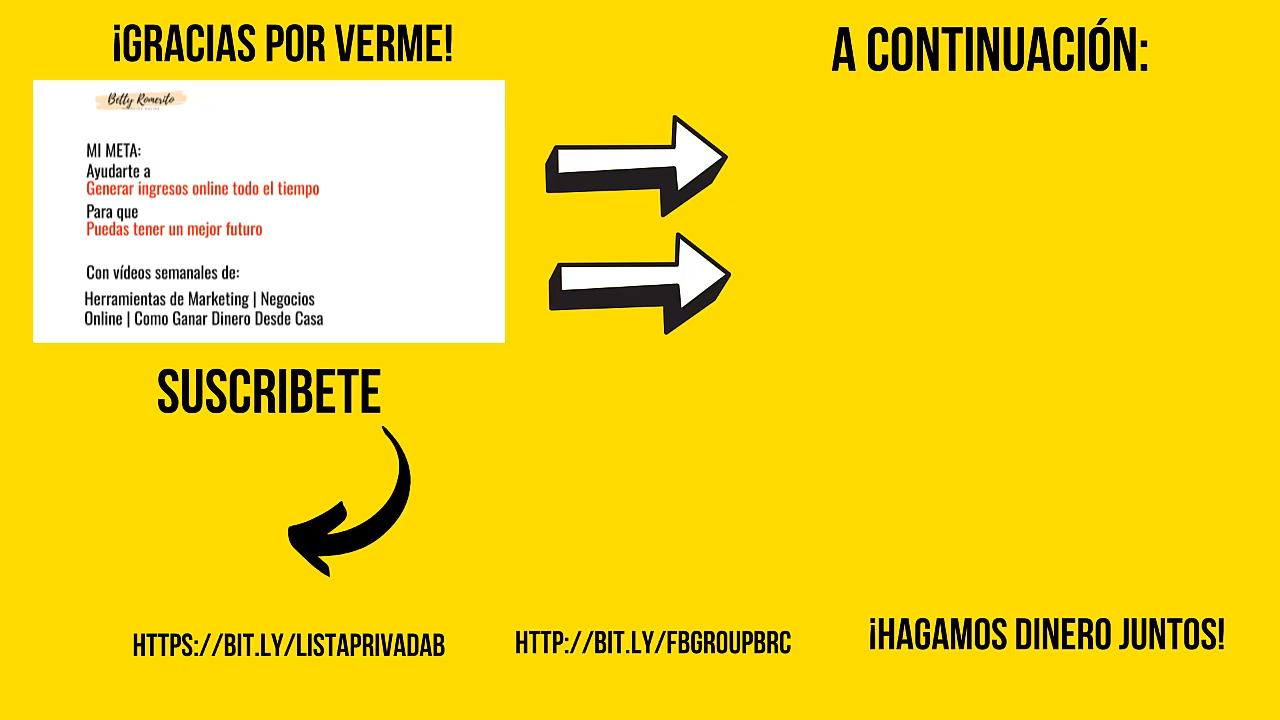 ¡GRACIAS POR VERME!
Betty Romerito
MI META:
Ayudarte a
Generar ingresos online todo el tiempo
Para que
Puedas tener un mejor futuro
Con vídeos semanales de:
Herramientas de Marketing | Negocios
Online | Como Ganar Dinero Desde Casa
SUSCRIBETE
HTTPS://BIT.LY/LISTAPRIVADAB
A CONTINUACIÓN:
HTTP://BIT.LY/FBGROUPBRC
¡HAGAMOS DINERO JUNTOS!